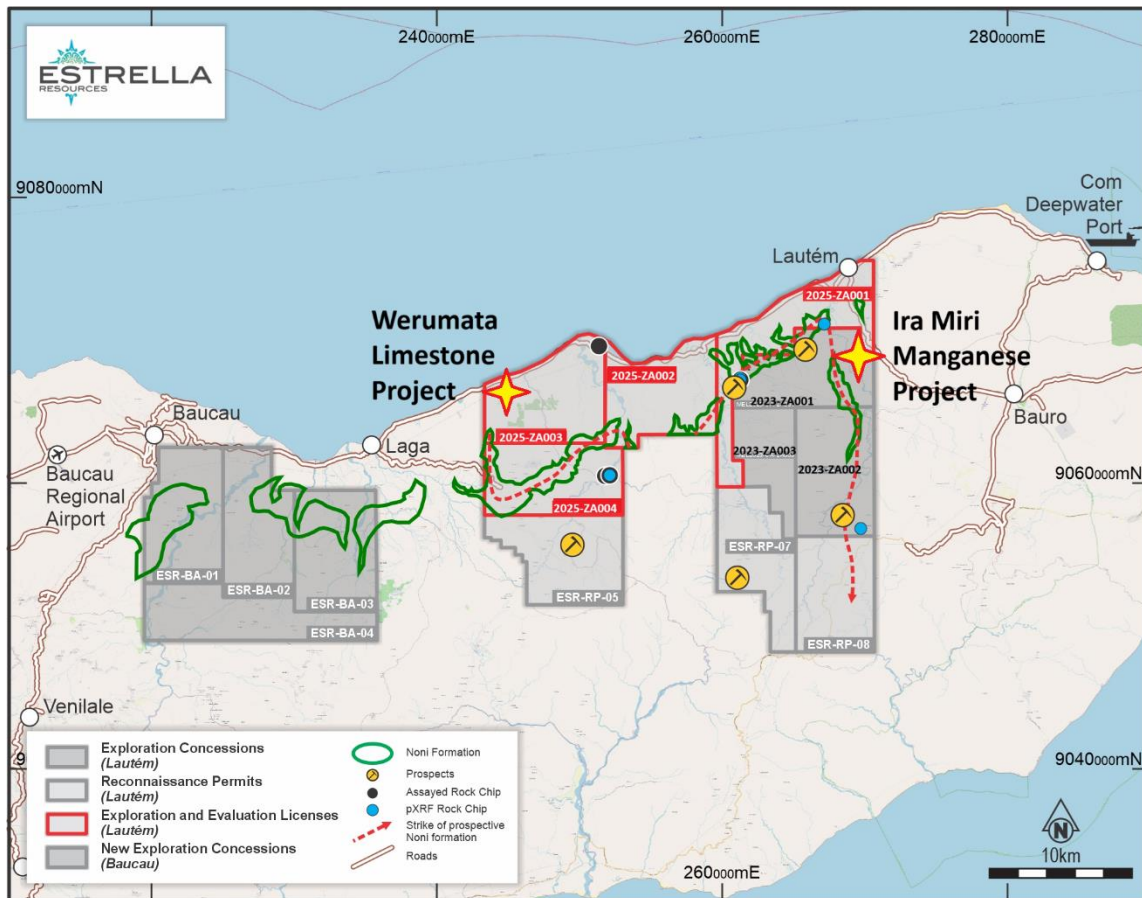 ESTRELLA
RESOURCES
240000mE
260000mE
280000mE
9080000mN
Com
Deepwater
Port
Lautém
2025-ZA001
Werumata
Limestone
Project
Ira Miri
Manganese
Project
2025-ZA002
2023-ZA001
Bauro
Baucau
Laga
2025-ZA003
2023-ZA003
2023-ZA002
Baucau
Regional
Airport
9060000mN
2025-ZA004
ESR-RP-07
ESR-BA-01
ESR-BA-02
ESR-BA-03
ESR-BA-04
ESR-RP-05
ESR-RP-08
Venilale
9040000mN
Exploration Concessions
(Lautém)
Reconnaissance Permits
(Lautém)
Exploration and Evaluation Licenses
(Lautém)
New Exploration Concessions
(Baucau)
Noni Formation
Prospects
Assayed Rock Chip
pXRF Rock Chip
Strike of prospective
Noni formation
Roads
260000mE
N
10km